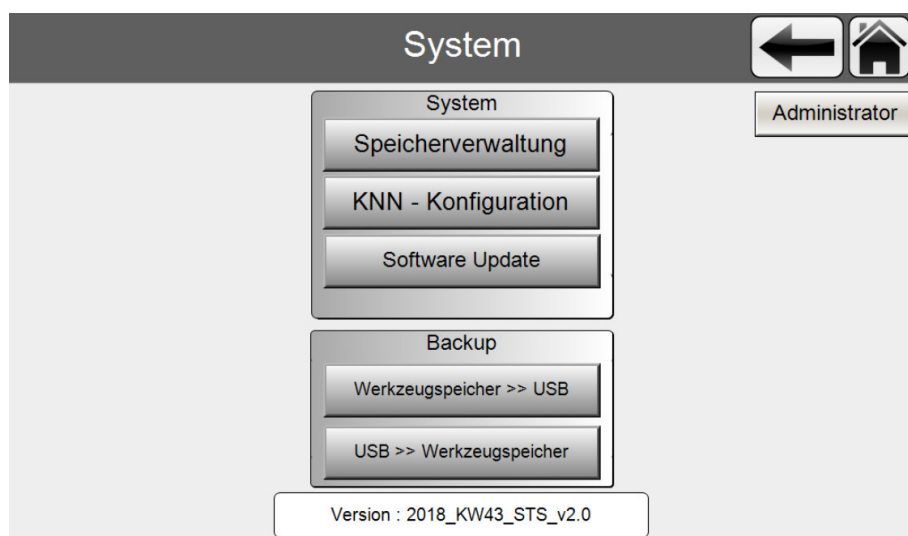 System
Administrator
System
Speicherverwaltung
KNN - Konfiguration
Software Update
Backup
Werkzeugspeicher >> USB
USB >> Werkzeugspeicher
Version : 2018_KW43_STS_v2.0